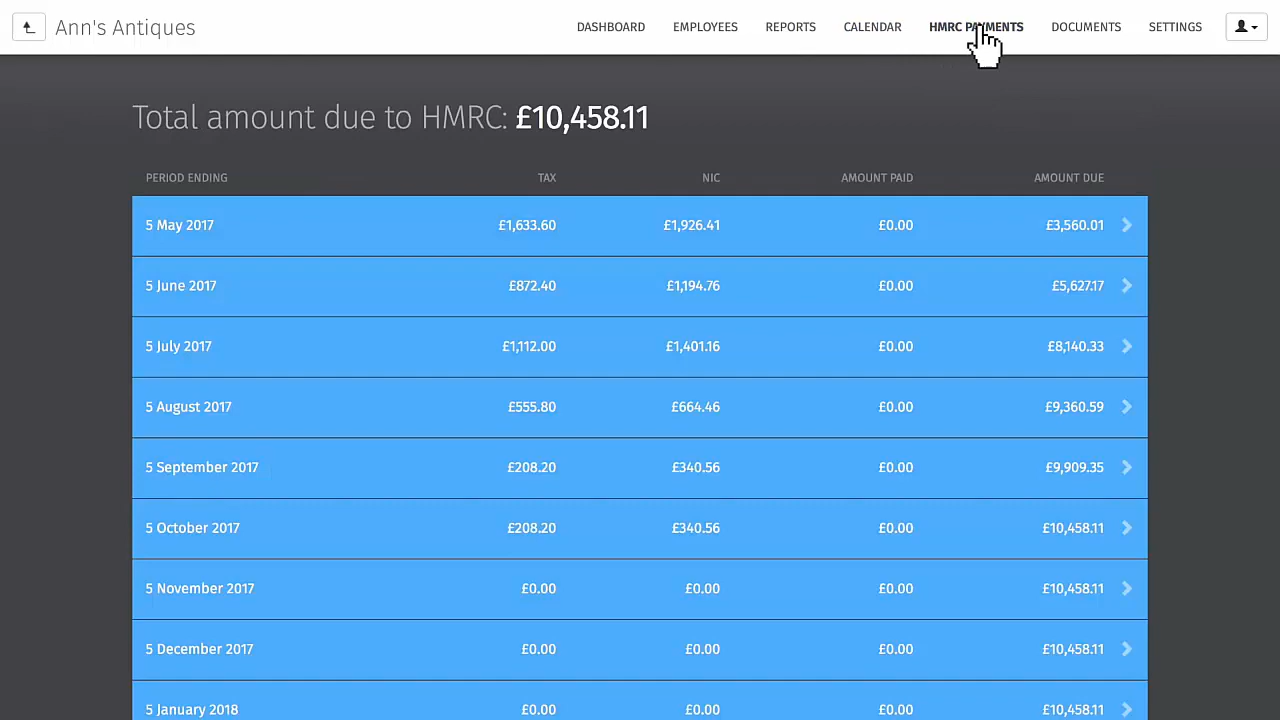 Ann's Antiques DASHBOARD EMPLOYEES REPORTS CALENDAR HMRC PAYMENTS DOCUMENTS SETTINGS
Total amount due to HMRC: £10,458.11
PERIOD ENDING TAX NIC AMOUNT PAID AMOUNT DUE
5 May 2017 £1,633.60 £1,926.41 £0.00 £3,560.01
5 June 2017 £872.40 £1,194.76 £0.00 £5,627.17
5 July 2017 £1,112.00 £1,401.16 £0.00 £8,140.33
5 August 2017 £555.80 £664.46 £0.00 £9,360.59
5 September 2017 £208.20 £340.56 £0.00 £9,909.35
5 October 2017 £208.20 £340.56 £0.00 £10,458.11
5 November 2017 £0.00 £0.00 £0.00 £10,458.11
5 December 2017 £0.00 £0.00 £0.00 £10,458.11
5 January 2018 £0.00 £0.00 £0.00 £10,458.11